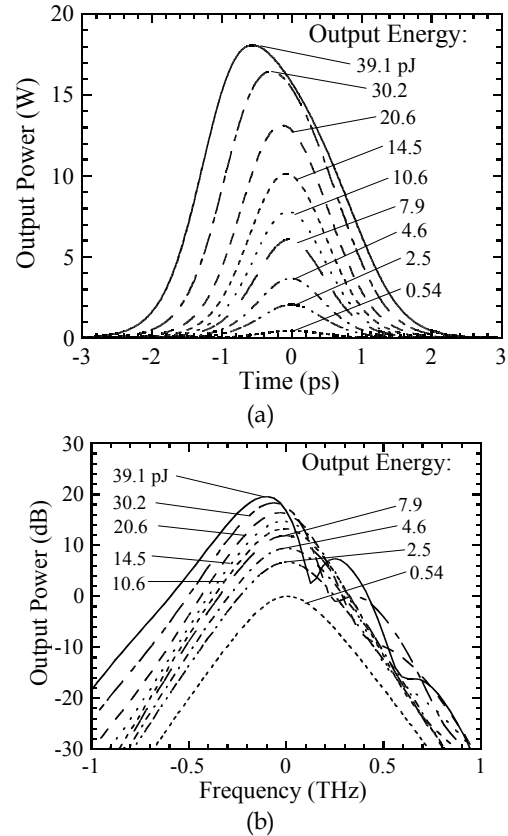 20
15
10
5
0
Output Power (W)
Output Energy:
39.1 pJ
30.2
20.6
14.5
10.6
7.9
4.6
2.5
0.54
-3 -2 -1 0 1 2 3
Time (ps)
(a)
30
20
10
0
-10
-20
-30
Output Power (dB)
Output Energy:
39.1 pJ
30.2
20.6
14.5
10.6
7.9
4.6
2.5
0.54
-1 -0.5 0 0.5 1
Frequency (THz)
(b)